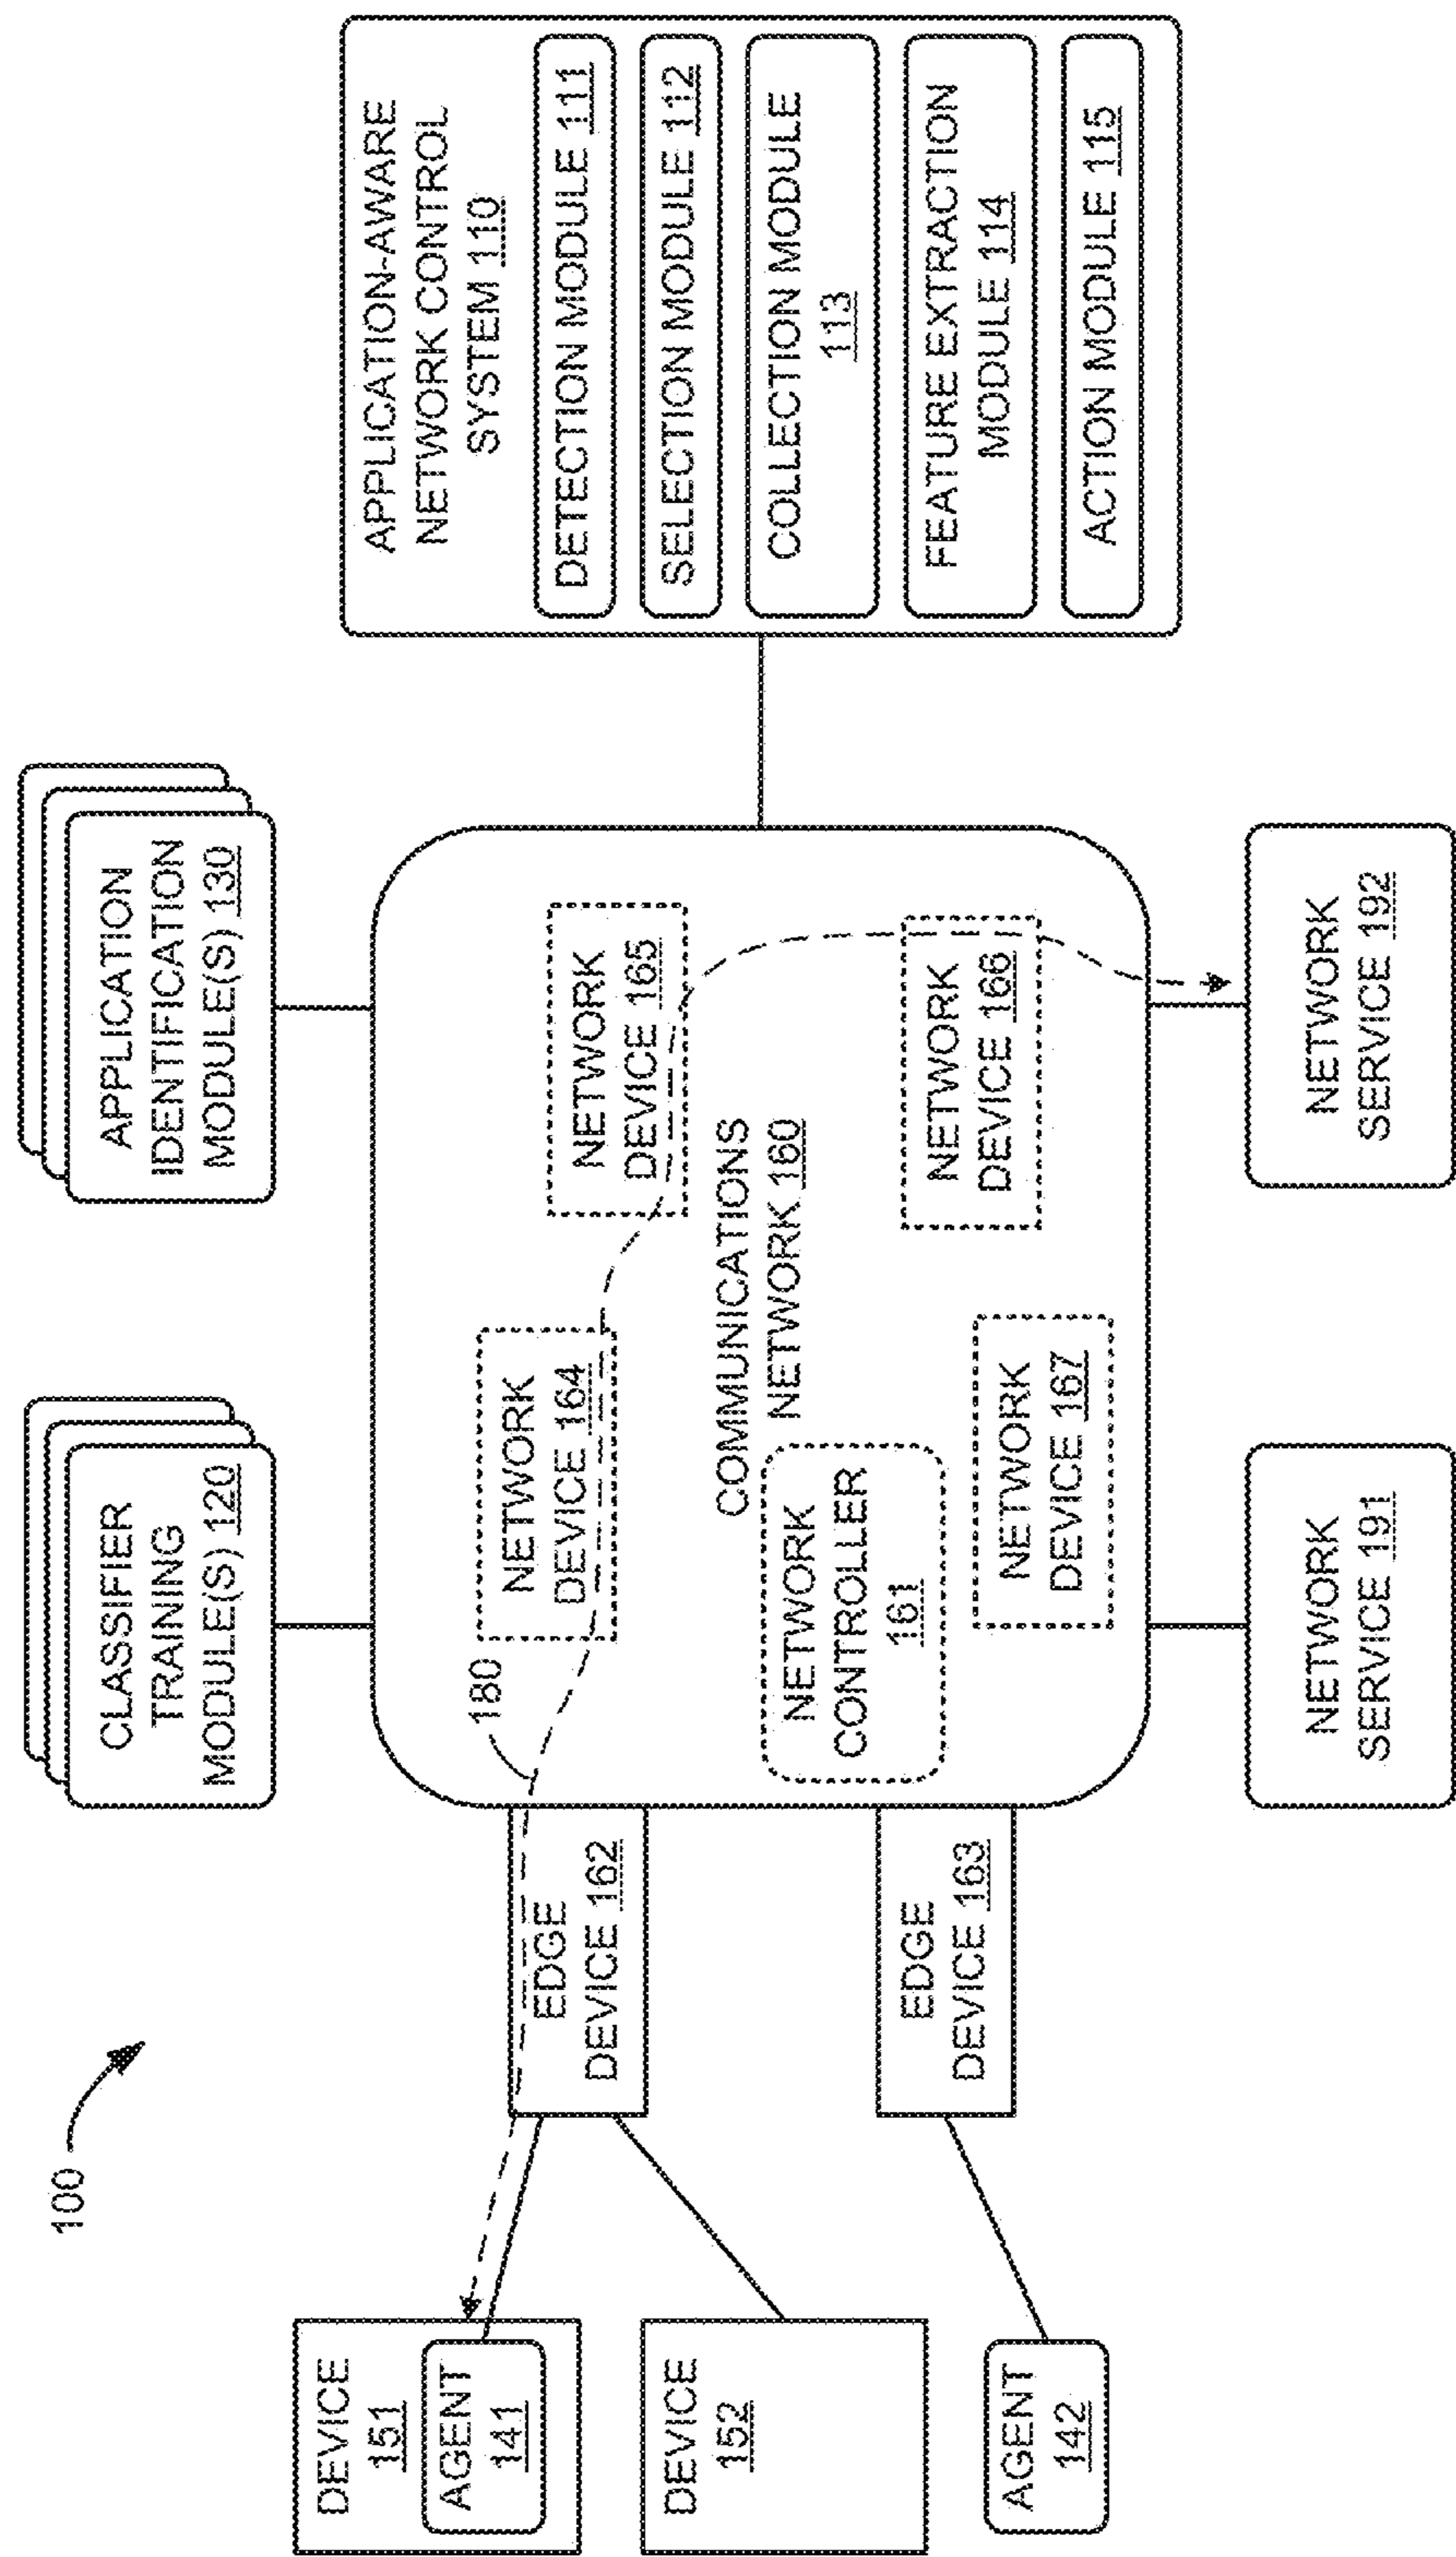 100
CLASSIFIER
TRAINING
MODULE(S) 120
APPLICATION
IDENTIFICATION
MODULE(S) 130
DEVICE
151
AGENT
141
DEVICE
152
AGENT
142
EDGE
DEVICE 162
EDGE
DEVICE 163
180
NETWORK
DEVICE 164
NETWORK
DEVICE 165
COMMUNICATIONS
NETWORK 160
NETWORK
CONTROLLER
161
NETWORK
DEVICE 166
NETWORK
DEVICE 167
APPLICATION-AWARE
NETWORK CONTROL
SYSTEM 110
DETECTION MODULE 111
SELECTION MODULE 112
COLLECTION MODULE
113
FEATURE EXTRACTION
MODULE 114
ACTION MODULE 115
NETWORK
SERVICE 191
NETWORK
SERVICE 192